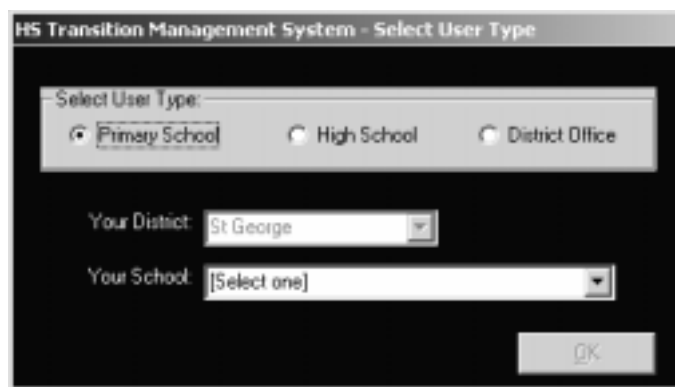 HS Transition Management System - Select User Type
Select User Type:
Primary School High School District Office
Your District: St George
Your School: [Select one]
OK